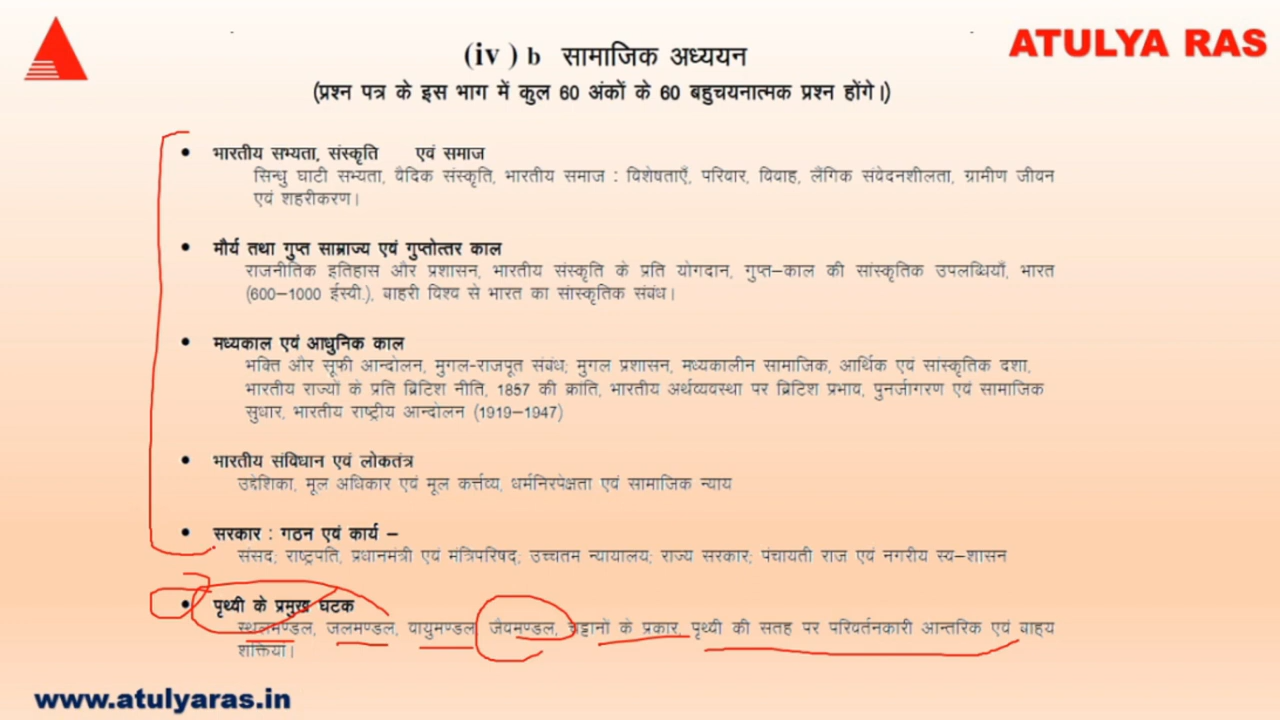 ATULYA RAS
(iv ) b सामाजिक अध्ययन
(प्रश्न पत्र के इस भाग में कुल 60 अंकों के 60 बहुचयनात्मक प्रश्न होंगे।)
• भारतीय सभ्यता, संस्कृति एवं समाज
सिन्धु घाटी सभ्यता, वैदिक संस्कृति, भारतीय समाज : विशेषताएँ, परिवार, विवाह, लैंगिक संवेदनशीलता, ग्रामीण जीवन
एवं शहरीकरण।
• मौर्य तथा गुप्त साम्राज्य एवं गुप्तोत्तर काल
राजनीतिक इतिहास और प्रशासन, भारतीय संस्कृति के प्रति योगदान, गुप्त–काल की सांस्कृतिक उपलब्धियाँ, भारत
(600–1000 ईस्वी.), बाहरी विश्व से भारत का सांस्कृतिक संबंध।
• मध्यकाल एवं आधुनिक काल
भक्ति और सूफी आन्दोलन, मुगल-राजपूत संबंध; मुगल प्रशासन, मध्यकालीन सामाजिक, आर्थिक एवं सांस्कृतिक दशा,
भारतीय राज्यों के प्रति ब्रिटिश नीति, 1857 की क्रांति, भारतीय अर्थव्यवस्था पर ब्रिटिश प्रभाव, पुनर्जागरण एवं सामाजिक
सुधार, भारतीय राष्ट्रीय आन्दोलन (1919–1947)
• भारतीय संविधान एवं लोकतंत्र
उद्देशिका, मूल अधिकार एवं मूल कर्त्तव्य, धर्मनिरपेक्षता एवं सामाजिक न्याय
• सरकार : गठन एवं कार्य –
संसद; राष्ट्रपति, प्रधानमंत्री एवं मंत्रिपरिषद्; उच्चतम न्यायालय; राज्य सरकार; पंचायती राज एवं नगरीय स्व–शासन
• पृथ्वी के प्रमुख घटक
स्थलमण्डल, जलमण्डल, वायुमण्डल, जैवमण्डल, चट्टानों के प्रकार, पृथ्वी की सतह पर परिवर्तनकारी आन्तरिक एवं बाह्य
शक्तिया।
www.atulyaras.in